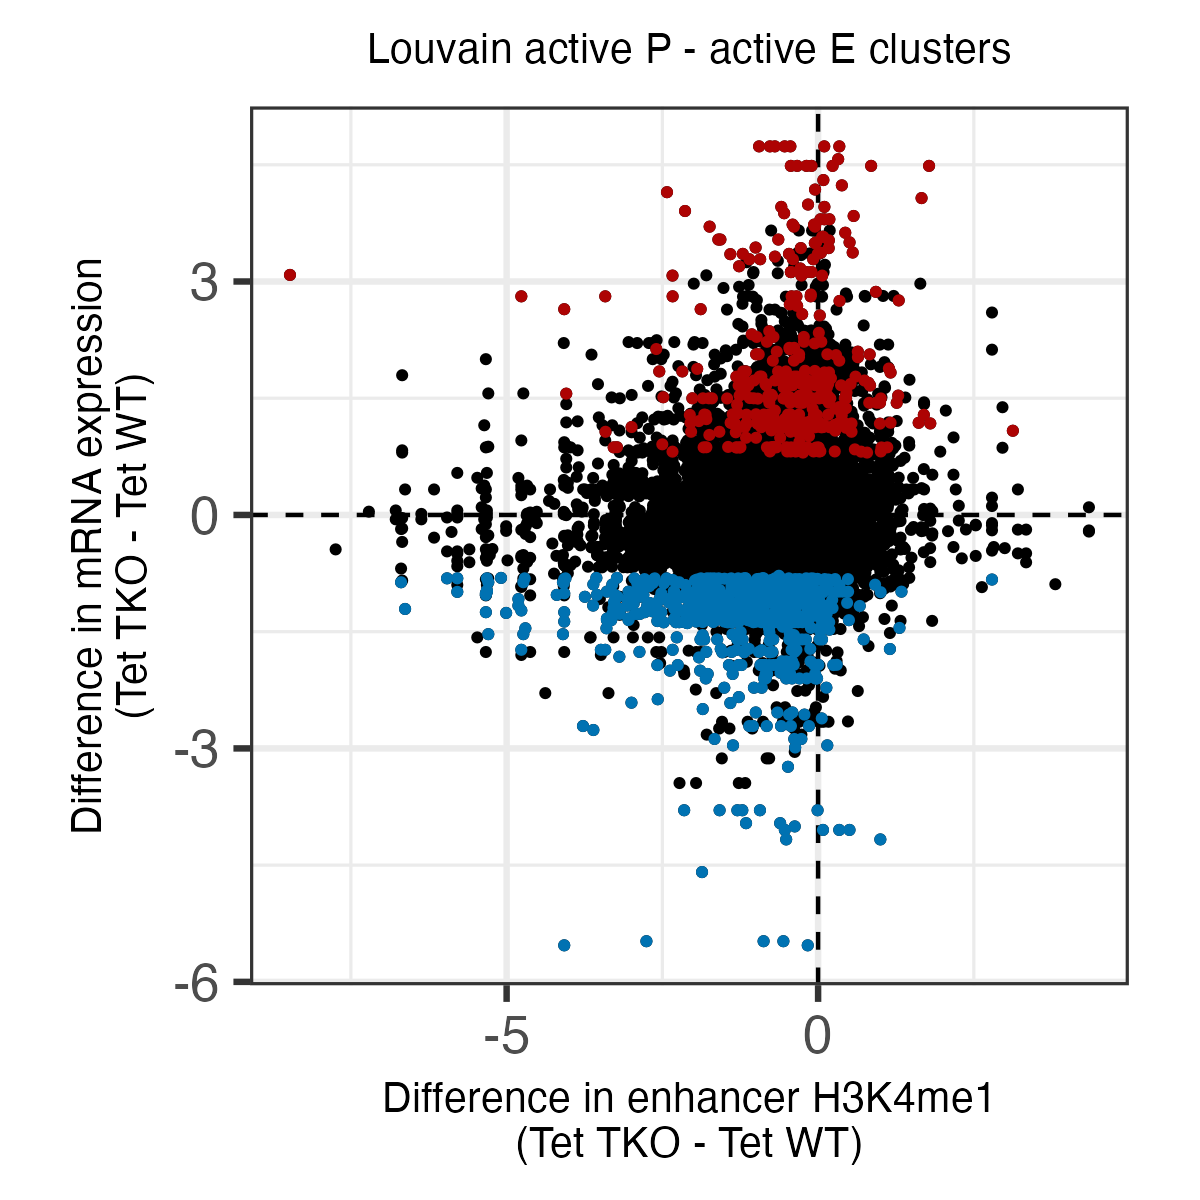 Louvain active P - active E clusters
Difference in mRNA expression
(Tet TKO - Tet WT)
3
0
-3
-6
-5
0
Difference in enhancer H3K4me1
(Tet TKO - Tet WT)